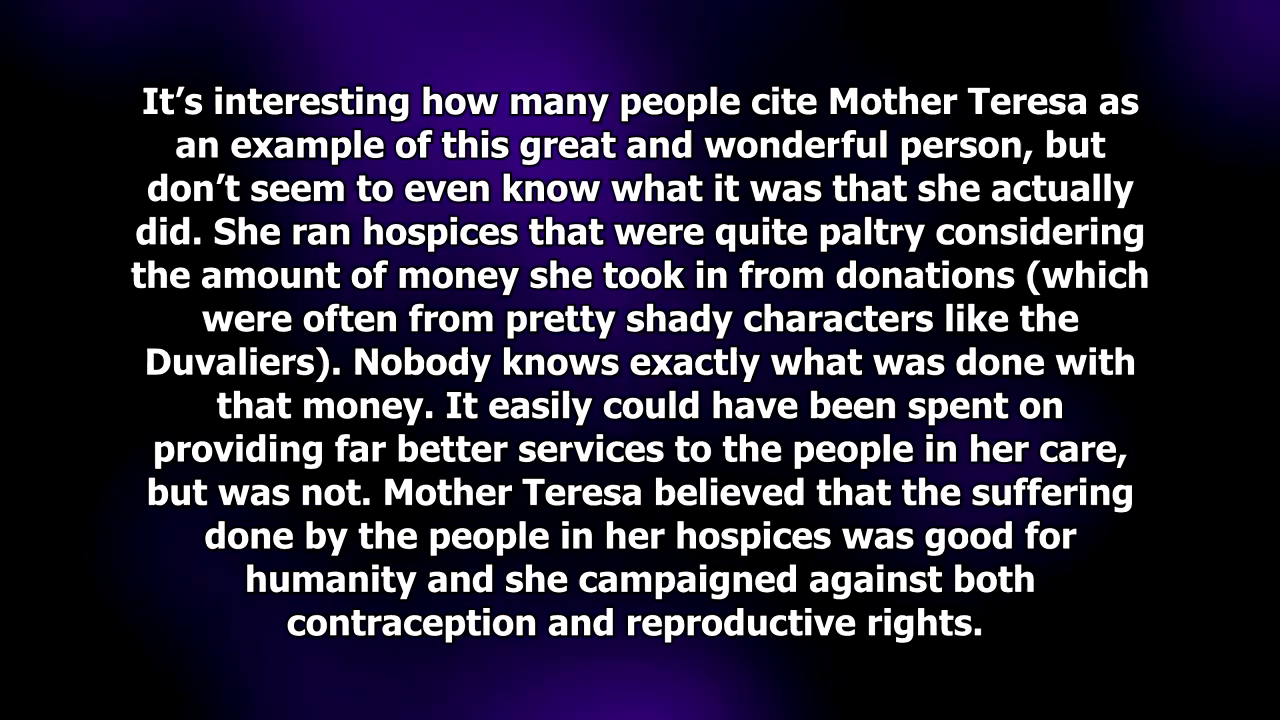 It’s interesting how many people cite Mother Teresa as
an example of this great and wonderful person, but
don’t seem to even know what it was that she actually
did. She ran hospices that were quite paltry considering
the amount of money she took in from donations (which
were often from pretty shady characters like the
Duvaliers). Nobody knows exactly what was done with
that money. It easily could have been spent on
providing far better services to the people in her care,
but was not. Mother Teresa believed that the suffering
done by the people in her hospices was good for
humanity and she campaigned against both
contraception and reproductive rights.